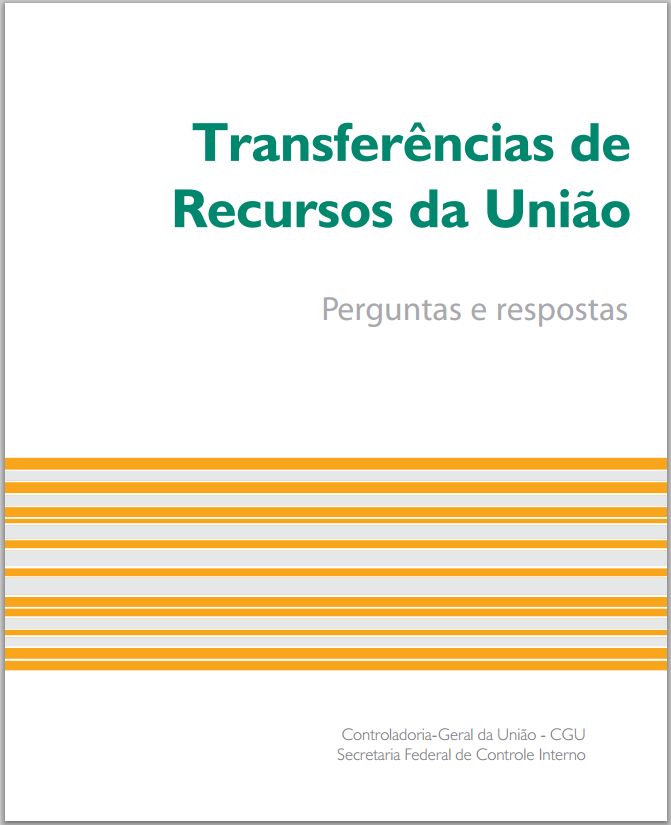 Transferências de
Recursos da União
Perguntas e respostas
Controladoria-Geral da União - CGU
Secretaria Federal de Controle Interno